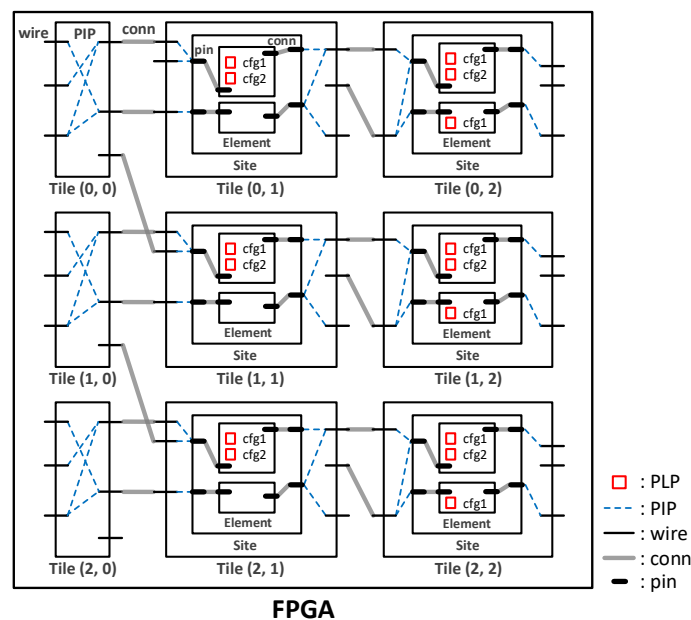 wire PIP conn
pin conn
cfg1
cfg2
Element
Site
Tile (0, 0)
Tile (0, 1)
cfg1
cfg2
cfg1
Element
Site
Tile (0, 2)
cfg1
cfg2
Element
Site
Tile (1, 0)
Tile (1, 1)
cfg1
cfg2
cfg1
Element
Site
Tile (1, 2)
cfg1
cfg2
Element
Site
Tile (2, 0)
Tile (2, 1)
cfg1
cfg2
cfg1
Element
Site
Tile (2, 2)
: PLP
: PIP
: wire
: conn
: pin
FPGA